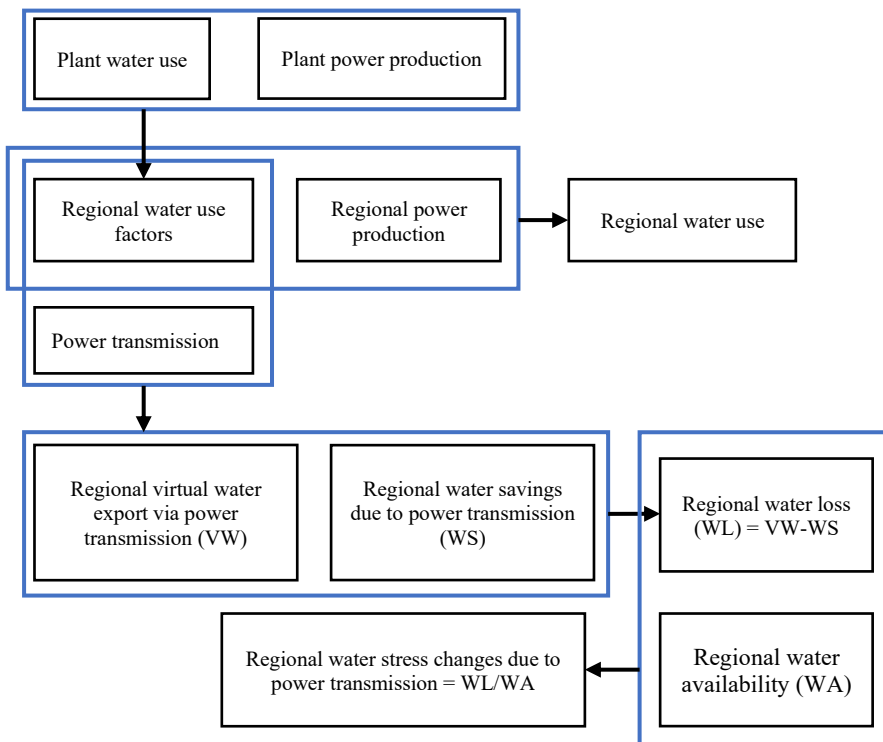 Plant water use
Plant power production
Regional water use
factors
Regional power
production
Regional water use
Power transmission
Regional virtual water
export via power
transmission (VW)
Regional water savings
due to power transmission
(WS)
Regional water loss
(WL) = VW-WS
Regional water stress changes due to
power transmission = WL/WA
Regional water
availability (WA)